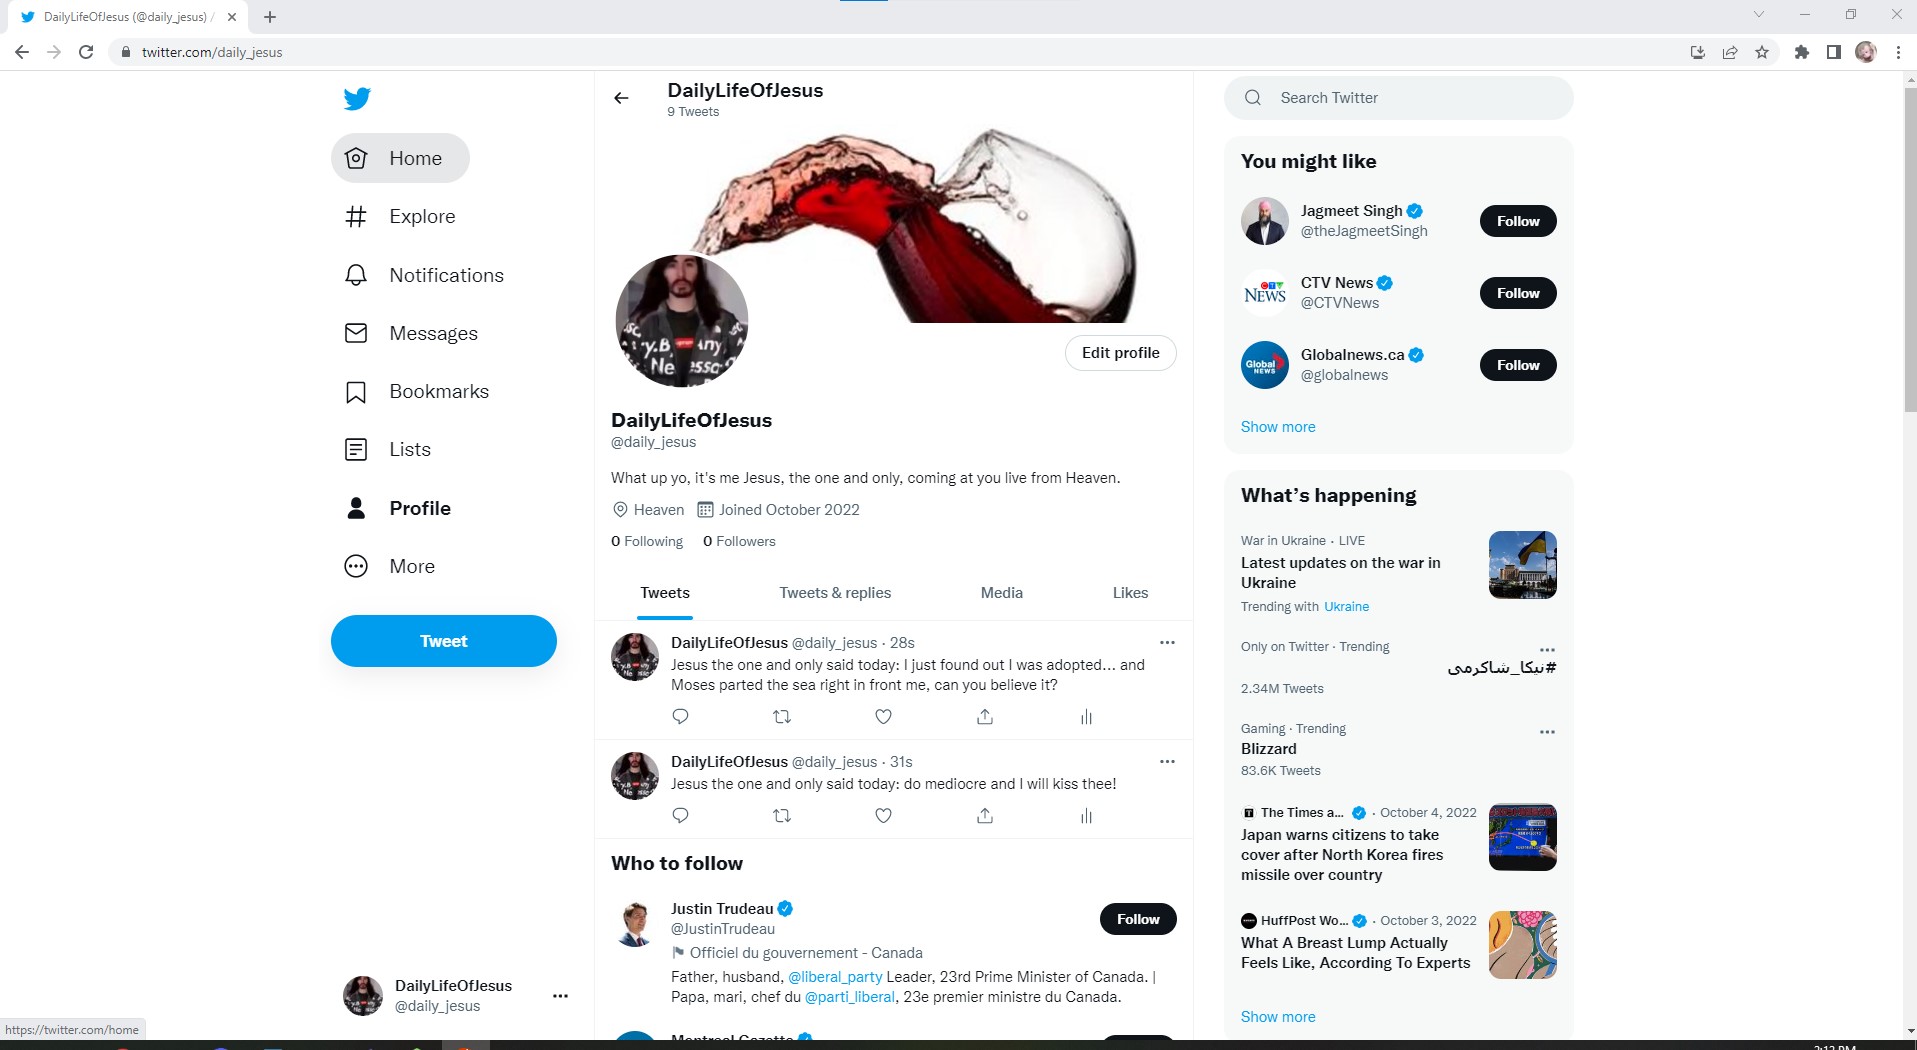 DailyLifeOfJesus (@daily_jesus) /
twitter.com/daily_jesus
Home
Explore
Notifications
Messages
Bookmarks
Lists
Profile
More
Tweet
DailyLifeOfJesus
@daily_jesus
https://twitter.com/home
DailyLifeOfJesus
9 Tweets
Edit profile
DailyLifeOfJesus
@daily_jesus
What up yo, it's me Jesus, the one and only, coming at you live from Heaven.
Heaven Joined October 2022
0 Following 0 Followers
Tweets Tweets & replies Media Likes
DailyLifeOfJesus @daily_jesus · 28s
Jesus the one and only said today: I just found out I was adopted... and
Moses parted the sea right in front me, can you believe it?
DailyLifeOfJesus @daily_jesus · 31s
Jesus the one and only said today: do mediocre and I will kiss thee!
Who to follow
Justin Trudeau
@JustinTrudeau
Follow
Officiel du gouvernement - Canada
Father, husband, @liberal_party Leader, 23rd Prime Minister of Canada. |
Papa, mari, chef du @parti_liberal, 23e premier ministre du Canada.
Montreal Gazette
Search Twitter
You might like
Jagmeet Singh
@theJagmeetSingh
Follow
CTV NEWS
CTV News
@CTVNews
Follow
Global NEWS
Globalnews.ca
@globalnews
Follow
Show more
What's happening
War in Ukraine · LIVE
Latest updates on the war in
Ukraine
Trending with Ukraine
Only on Twitter · Trending
#نیکا_شاکرمی
2.34M Tweets
Gaming · Trending
Blizzard
83.6K Tweets
The Times a... · October 4, 2022
Japan warns citizens to take
cover after North Korea fires
missile over country
HuffPost Wo... · October 3, 2022
What A Breast Lump Actually
Feels Like, According To Experts
Show more